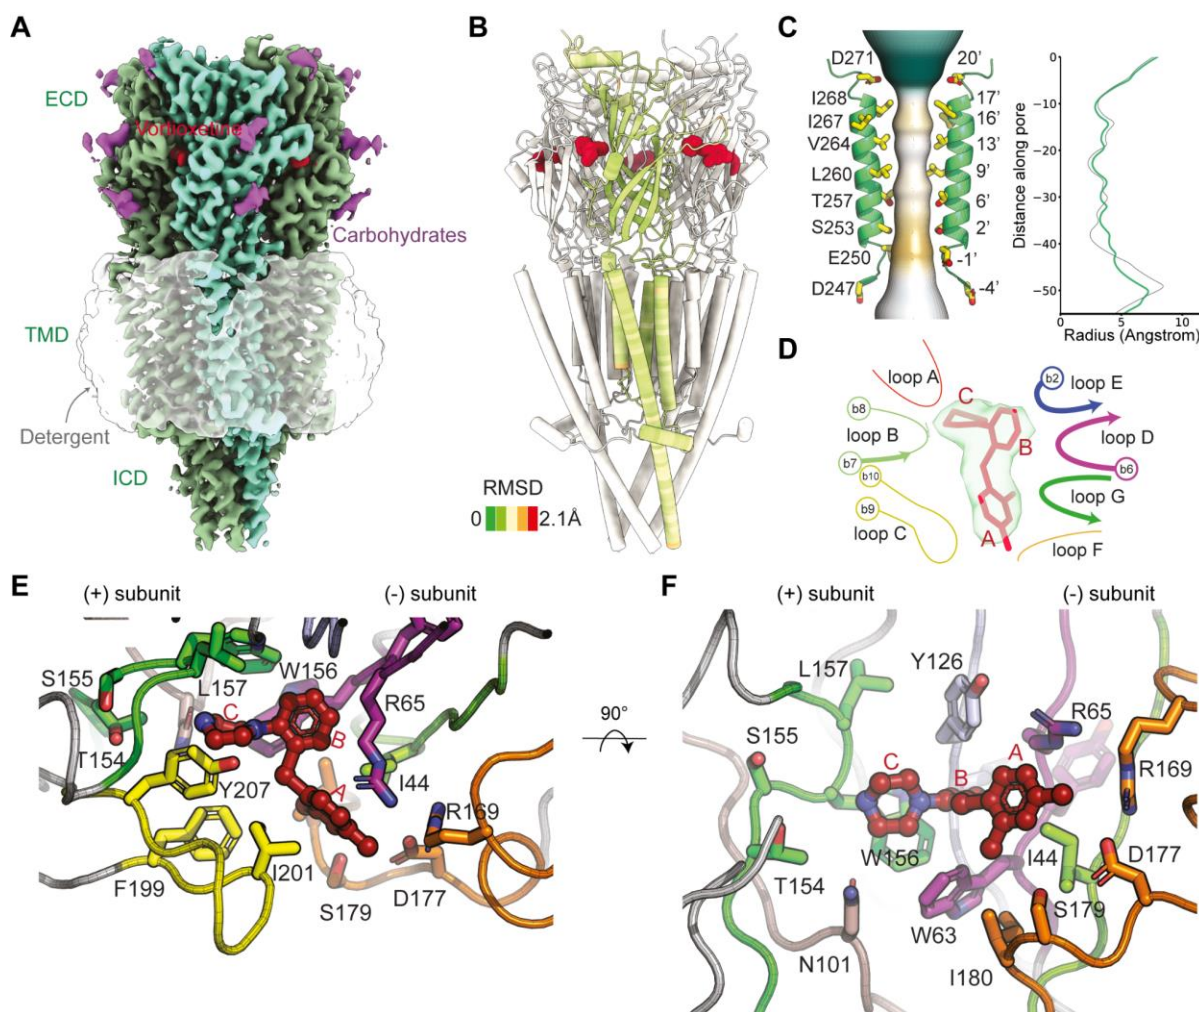 A
ECD
Vortioxetine
Carbohydrates
TMD
Detergent
ICD
B
RMSD
0
2.1Å
C
D271
20’
I268
17’
I267
16’
V264
13’
L260
9’
T257
6’
S253
2’
E250
-1’
D247
-4’
Distance along pore
0
−10
−20
−30
−40
−50
0
5
10
Radius (Angstrom)
D
loop A
C
b2
loop E
b8
loop B
B
loop D
b7
b10
b6
loop G
b9
loop C
A
loop F
E
(+) subunit
(-) subunit
S155
W156
L157
R65
C
B
T154
Y207
I44
A
R169
F199
I201
S179
D177
90°
F
(+) subunit
(-) subunit
L157
Y126
R65
S155
C
B
A
R169
W156
I44
D177
T154
S179
W63
N101
I180